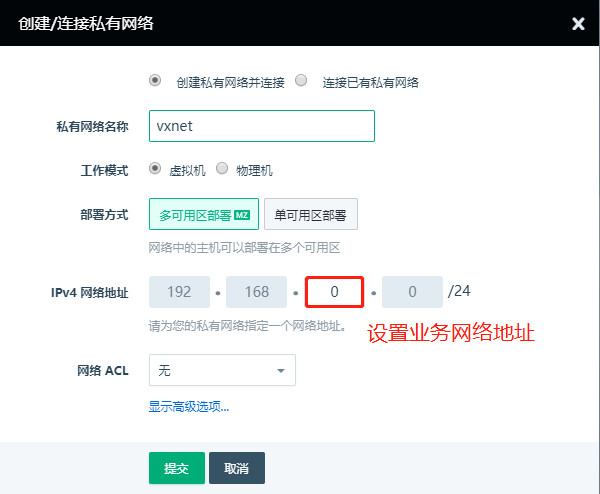 创建/连接私有网络
创建私有网络并连接 连接已有私有网络
私有网络名称 vxnet
工作模式 虚拟机 物理机
部署方式 多可用区部署 MZ 单可用区部署
网络中的主机可以部署在多个可用区
IPv4 网络地址 192 • 168 • 0 • 0 /24
请为您的私有网络指定一个网络地址。
设置业务网络地址
网络 ACL 无
显示高级选项...
提交 取消